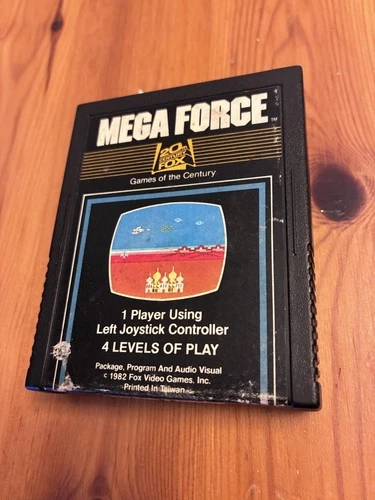 MEGA FORCE™
20th
CENTURY
FOX
Games of the Century
1 Player Using
Left Joystick Controller
4 LEVELS OF PLAY
Package, Program And Audio Visual
© 1982 Fox Video Games, Inc.
Printed In Taiwan